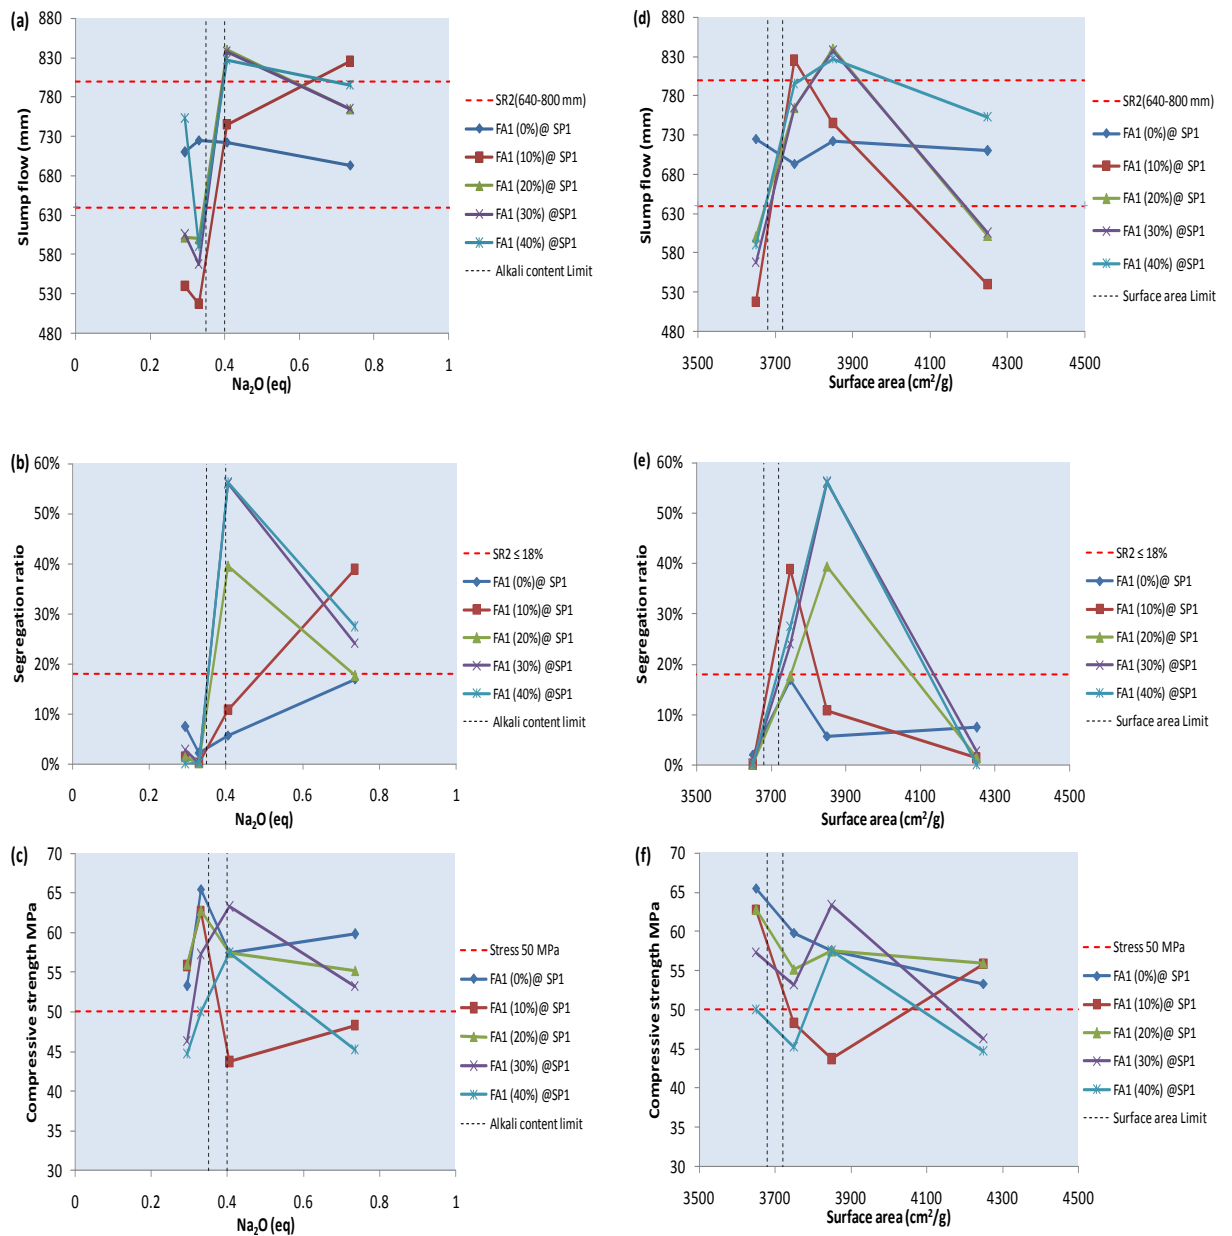 (a)
880
830
780
730
680
630
580
530
480
Slump flow (mm)
0
0.2
0.4
0.6
0.8
1
Na₂O (eq)
SR2(640-800 mm)
FA1 (0%)@ SP1
FA1 (10%)@ SP1
FA1 (20%)@ SP1
FA1 (30%) @SP1
FA1 (40%) @SP1
Alkali content Limit
(d)
880
830
780
730
680
630
580
530
480
Slump flow (mm)
3500
3700
3900
4100
4300
4500
Surface area (cm²/g)
SR2(640-800 mm)
FA1 (0%)@ SP1
FA1 (10%)@ SP1
FA1 (20%)@ SP1
FA1 (30%) @SP1
FA1 (40%) @SP1
Surface area Limit
(b)
60%
50%
40%
30%
20%
10%
0%
Segregation ratio
0
0.2
0.4
0.6
0.8
1
Na₂O (eq)
SR2 ≤ 18%
FA1 (0%)@ SP1
FA1 (10%)@ SP1
FA1 (20%)@ SP1
FA1 (30%) @SP1
FA1 (40%) @SP1
Alkali content limit
(e)
60%
50%
40%
30%
20%
10%
0%
Segregation ratio
3500
3700
3900
4100
4300
4500
Surface area (cm²/g)
SR2 ≤ 18%
FA1 (0%)@ SP1
FA1 (10%)@ SP1
FA1 (20%)@ SP1
FA1 (30%) @SP1
FA1 (40%) @SP1
Surface area Limit
(c)
70
65
60
55
50
45
40
35
30
Compressive strength MPa
0
0.2
0.4
0.6
0.8
1
Na₂O (eq)
Stress 50 MPa
FA1 (0%)@ SP1
FA1 (10%)@ SP1
FA1 (20%)@ SP1
FA1 (30%) @SP1
FA1 (40%) @SP1
Alkali content limit
(f)
70
65
60
55
50
45
40
35
30
Compressive strength MPa
3500
3700
3900
4100
4300
4500
Surface area (cm²/g)
Stress 50 MPa
FA1 (0%)@ SP1
FA1 (10%)@ SP1
FA1 (20%)@ SP1
FA1 (30%) @SP1
FA1 (40%) @SP1
Surface area Limit